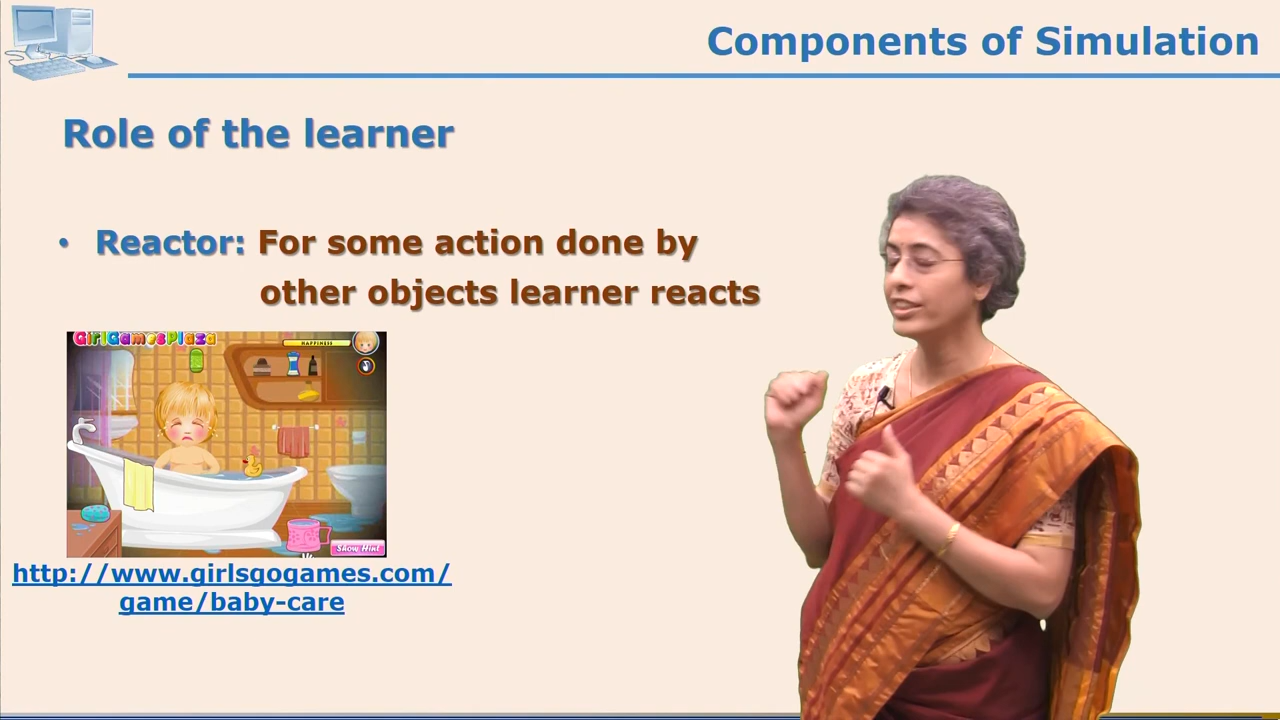 Components of Simulation
Role of the learner
• Reactor: For some action done by
other objects learner reacts
GirlGamesPlaza
HAPPINESS
Show Hint
http://www.girlsgogames.com/
game/baby-care